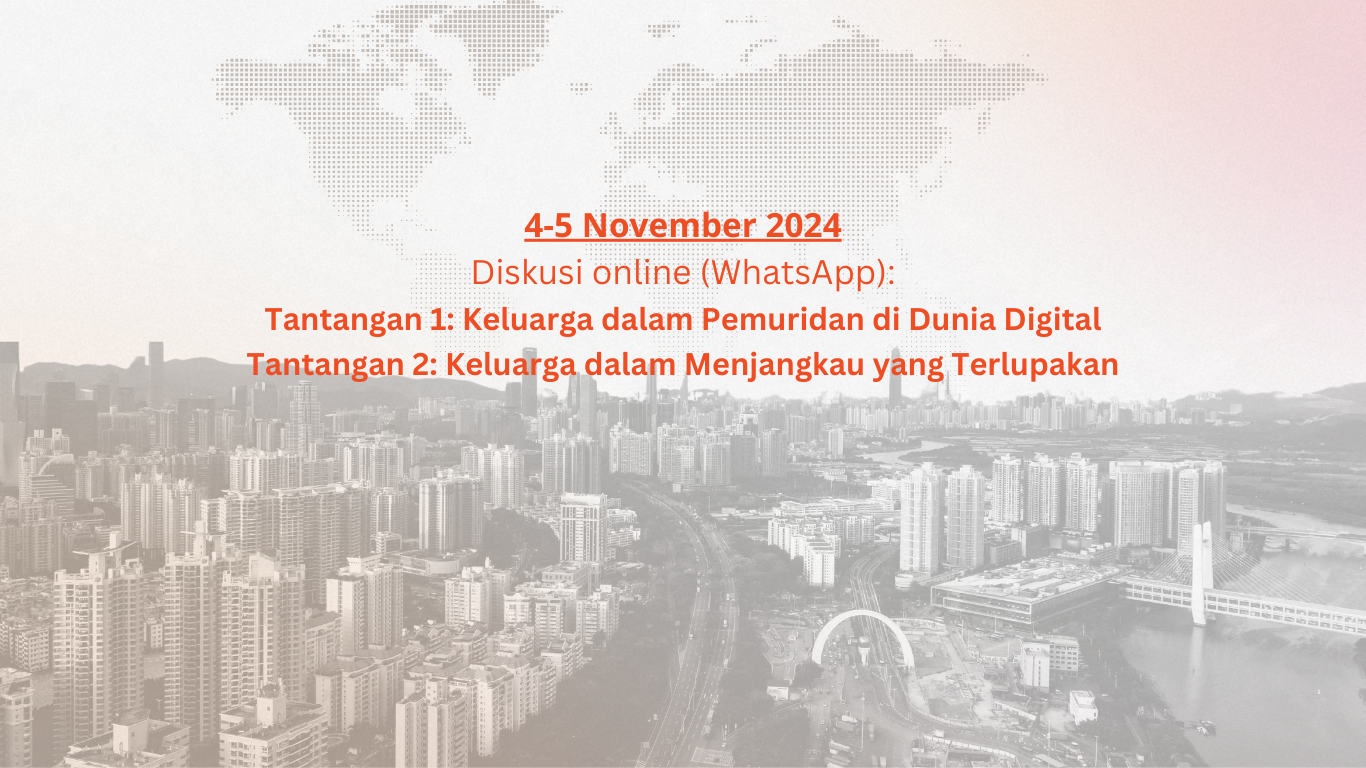 4-5 November 2024
Diskusi online (WhatsApp):
Tantangan 1: Keluarga dalam Pemuridan di Dunia Digital
Tantangan 2: Keluarga dalam Menjangkau yang Terlupakan